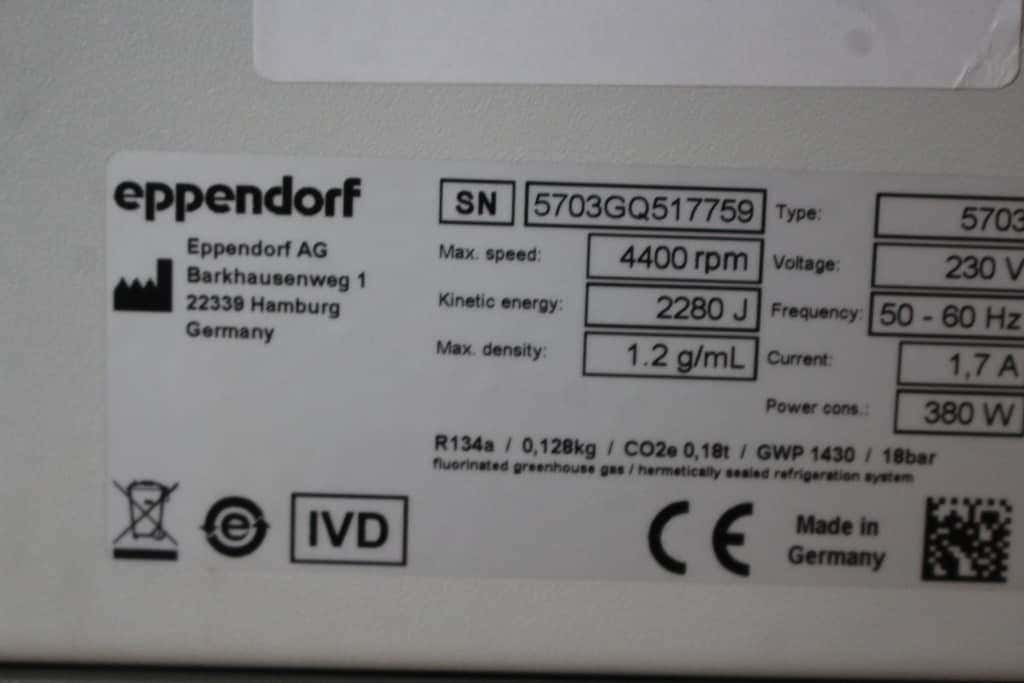 eppendorf
Eppendorf AG
Barkhausenweg 1
22339 Hamburg
Germany
SN 5703GQ517759 Type: 5703
Max. speed: 4400 rpm Voltage: 230 V
Kinetic energy: 2280 J Frequency: 50 - 60 Hz
Max. density: 1.2 g/mL Current: 1,7 A
Power cons.: 380 W
R134a / 0,128kg / CO2e 0,18t / GWP 1430 / 18bar
fluorinated greenhouse gas / hermetically sealed refrigeration system
e IVD CE Made in
Germany